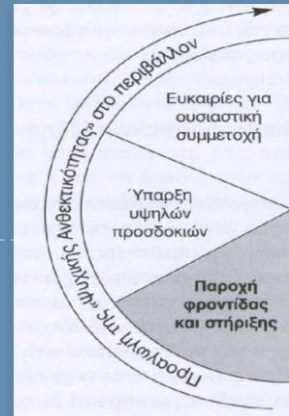 Προαγωγή της «Ψυχικής Ανθεκτικότητας» στο περιβάλλον
Ευκαιρίες για
ουσιαστική
συμμετοχή
Ύπαρξη
υψηλών
προσδοκιών
Παροχή
φροντίδας
και στήριξης